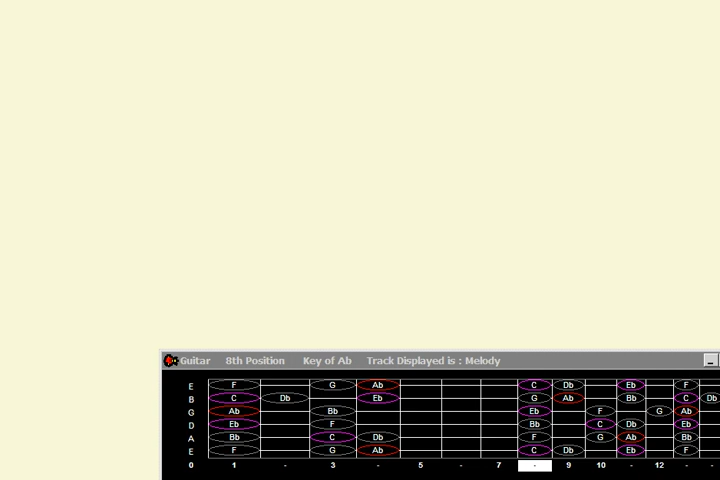 Guitar 8th Position Key of Ab Track Displayed is : Melody
E F G Ab C Db Eb F
B C Db Eb G Ab Bb C Db
G Ab Bb Eb F G Ab
D Eb F Bb C Db Eb
A Bb C Db F G Ab Bb
E F G Ab C Db Eb F
0 1 - 3 - 5 - 7 - 9 10 - 12 - -